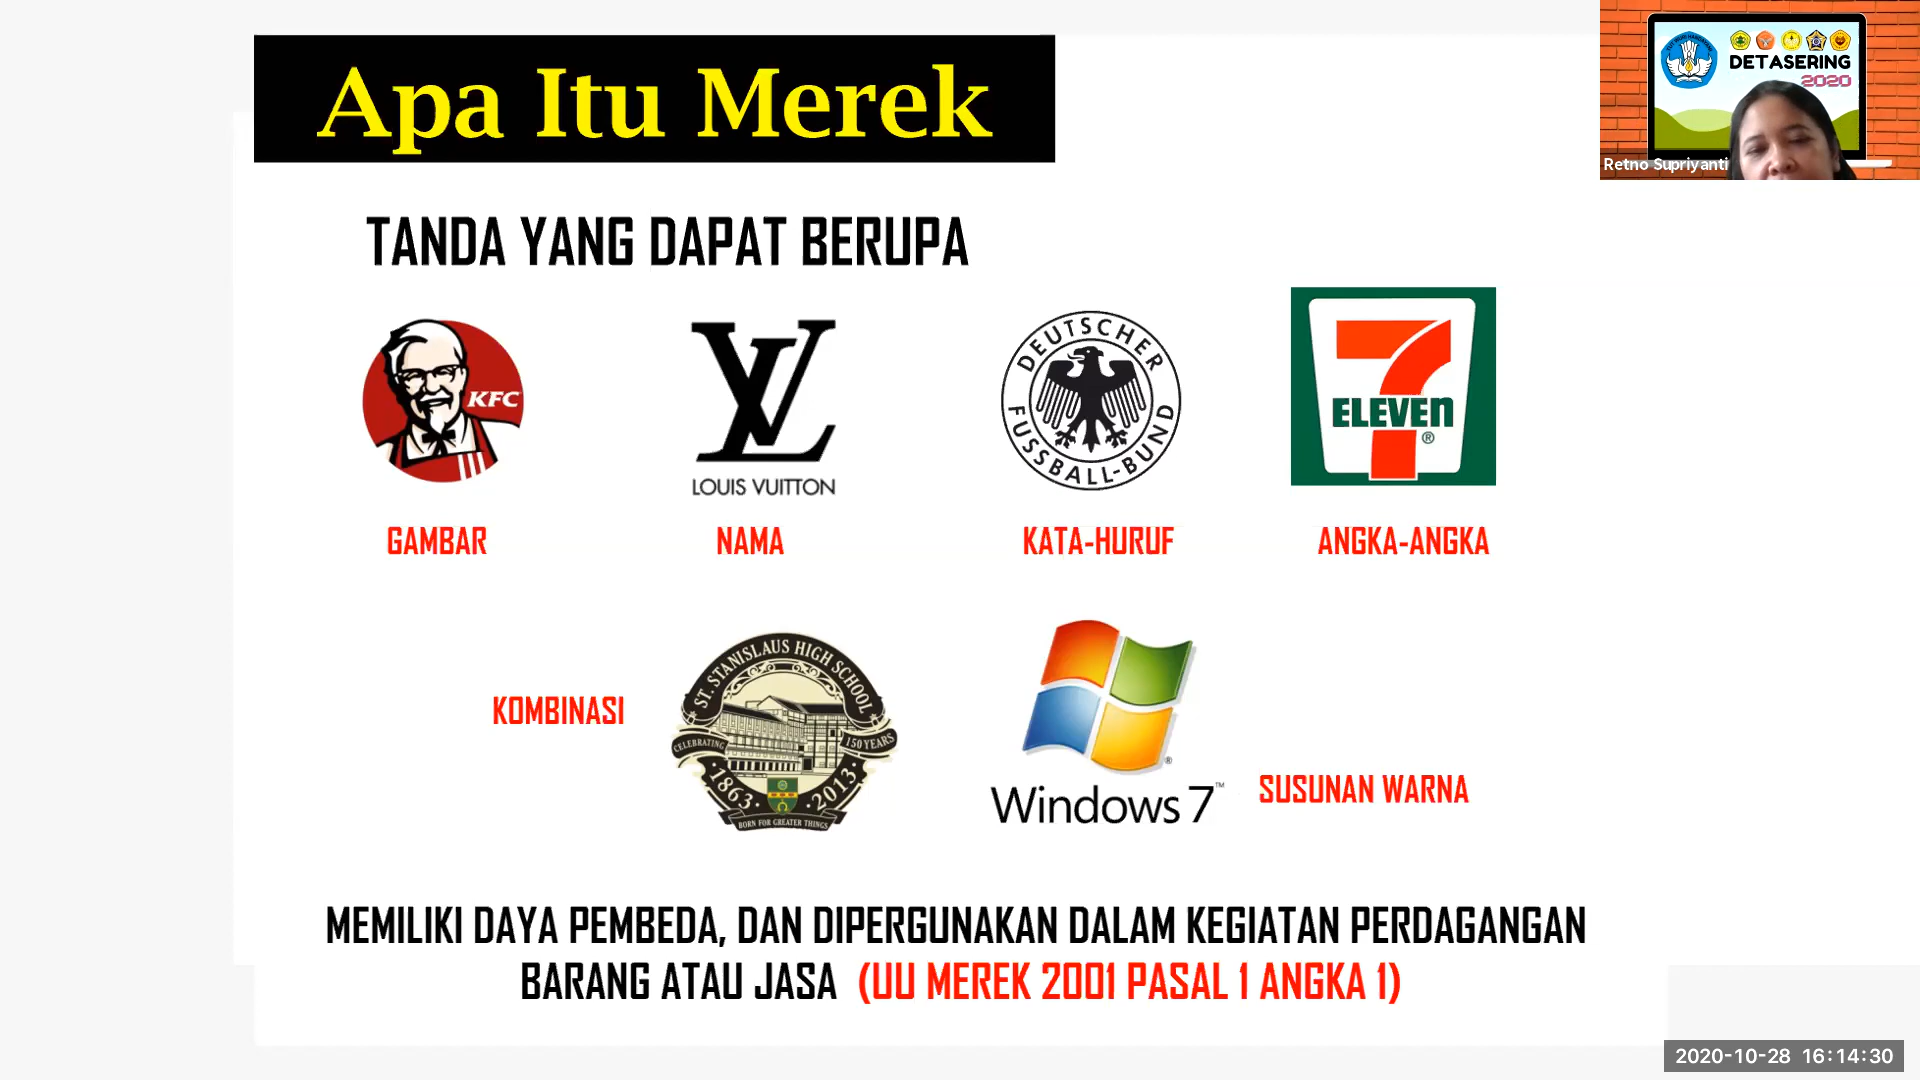 Apa Itu Merek
DETASERING
2020
Retno Supriyanti
TANDA YANG DAPAT BERUPA
KFC
LOUIS VUITTON
DEUTSCHER
FUSSBALL-BUND
7
ELEVEN
®
GAMBAR
NAMA
KATA-HURUF
ANGKA-ANGKA
KOMBINASI
ST. STANISLAUS HIGH SCHOOL
CELEBRATING
150 YEARS
·1863· ·2013·
BORN FOR GREATER THINGS
®
Windows 7™
SUSUNAN WARNA
MEMILIKI DAYA PEMBEDA, DAN DIPERGUNAKAN DALAM KEGIATAN PERDAGANGAN
BARANG ATAU JASA (UU MEREK 2001 PASAL 1 ANGKA 1)
2020-10-28 16:14:30